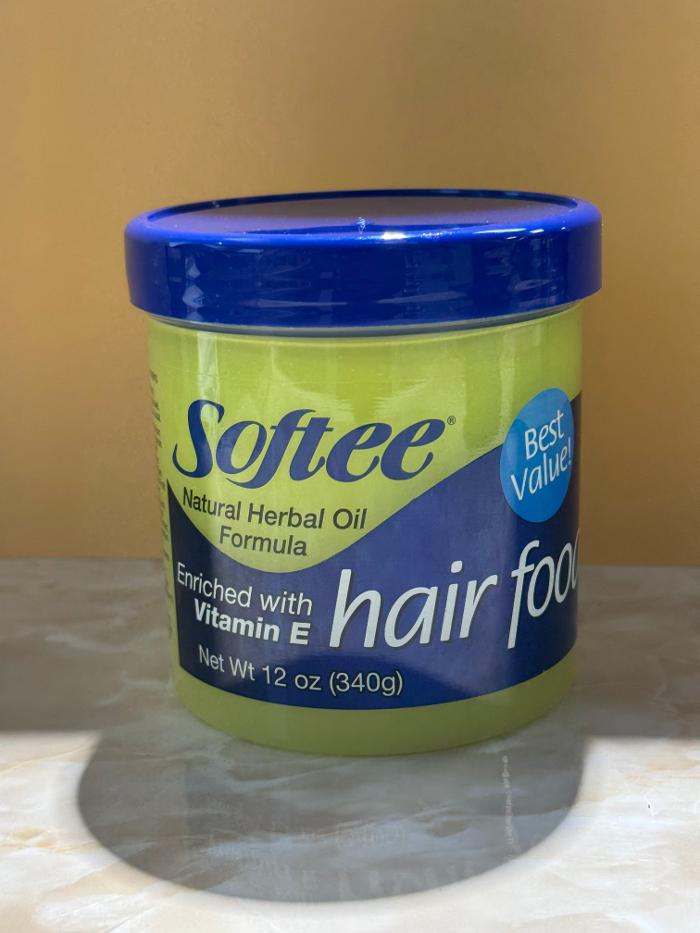 Softee®
Best
Value!
Natural Herbal Oil
Formula
Enriched with
Vitamin E
hair foo
Net Wt 12 oz (340g)